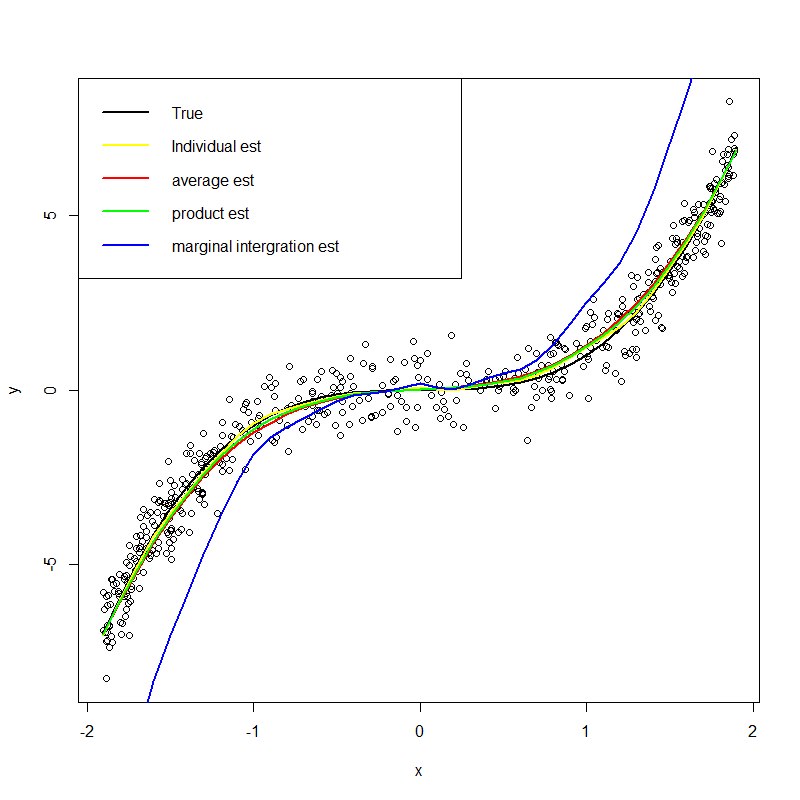 True
Individual est
average est
product est
marginal intergration est
5
0
-5
y
-2 -1 0 1 2
x